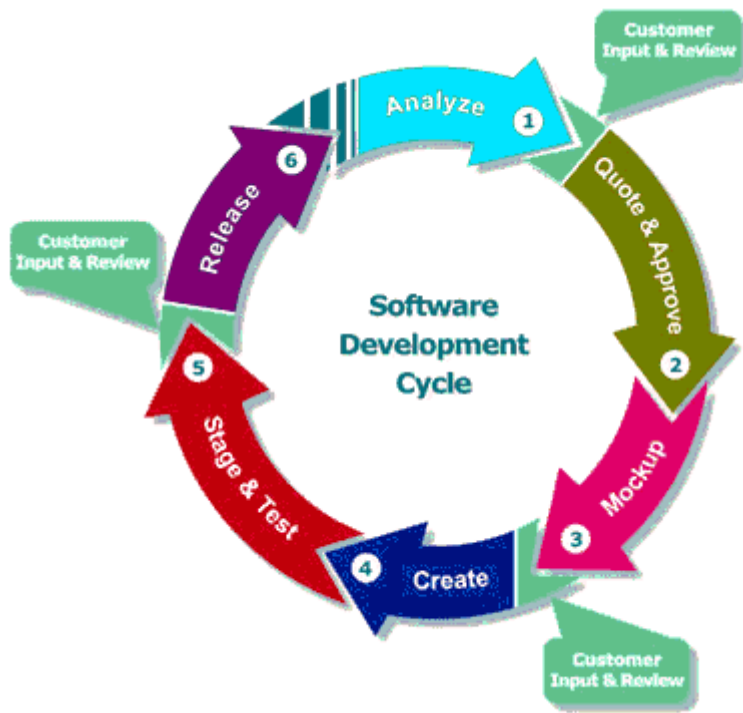 Customer
Input & Review
Analyze
1
Quote & Approve
2
Mockup
3
Customer
Input & Review
Create
4
Stage & Test
5
Customer
Input & Review
Release
6
Software
Development
Cycle